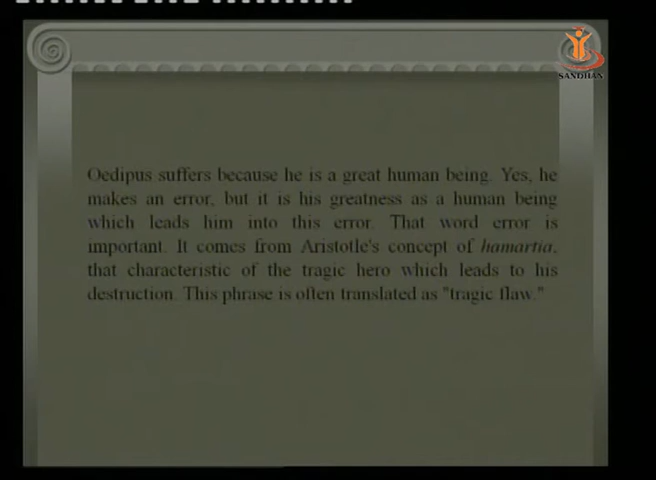 SANDHAN
Oedipus suffers because he is a great human being. Yes, he
makes an error, but it is his greatness as a human being
which leads him into this error. That word error is
important. It comes from Aristotle's concept of hamartia,
that characteristic of the tragic hero which leads to his
destruction. This phrase is often translated as "tragic flaw."